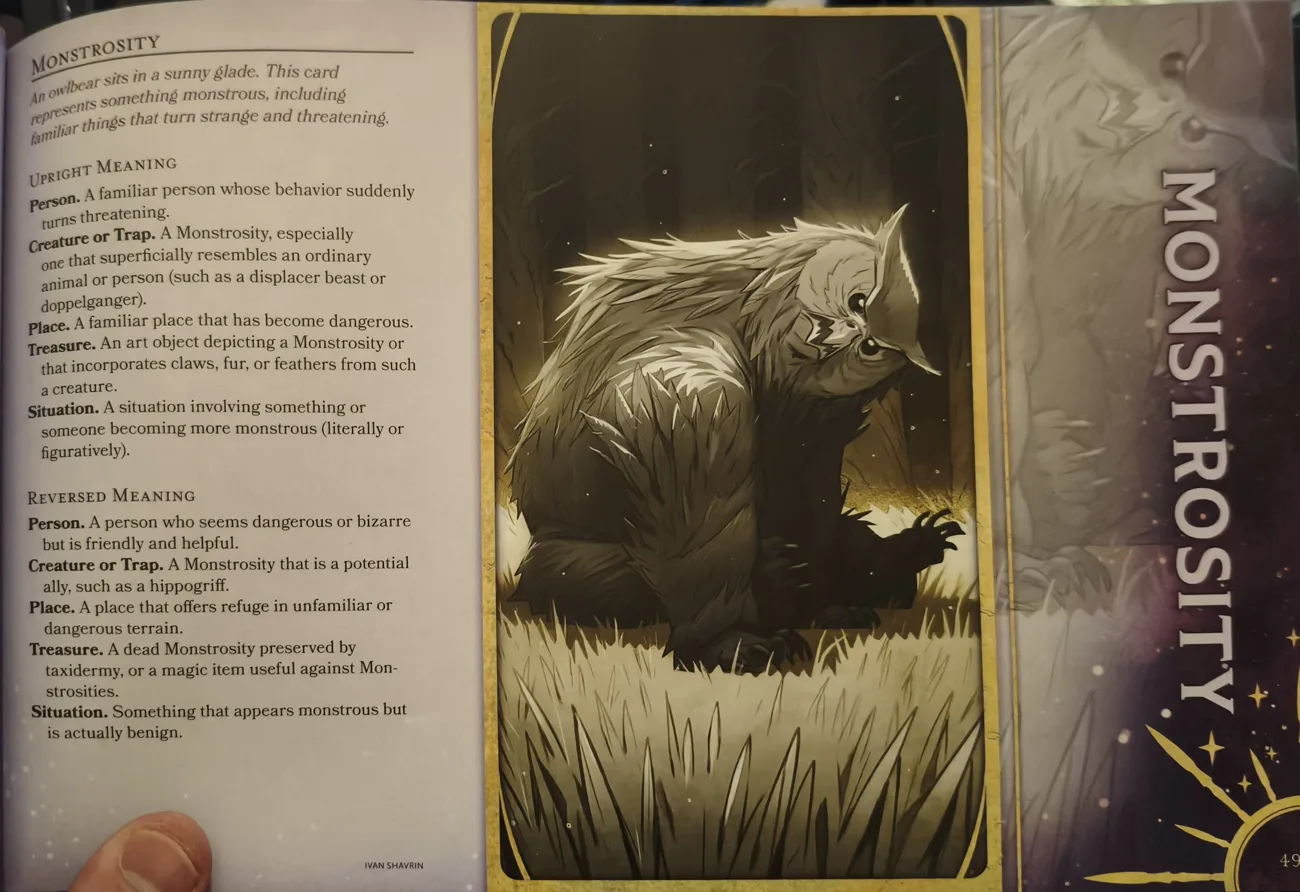 MONSTROSITY
An owlbear sits in a sunny glade. This card
represents something monstrous, including
familiar things that turn strange and threatening.
UPRIGHT MEANING
Person. A familiar person whose behavior suddenly
turns threatening.
Creature or Trap. A Monstrosity, especially
one that superficially resembles an ordinary
animal or person (such as a displacer beast or
doppelganger).
Place. A familiar place that has become dangerous.
Treasure. An art object depicting a Monstrosity or
that incorporates claws, fur, or feathers from such
a creature.
Situation. A situation involving something or
someone becoming more monstrous (literally or
figuratively).
REVERSED MEANING
Person. A person who seems dangerous or bizarre
but is friendly and helpful.
Creature or Trap. A Monstrosity that is a potential
ally, such as a hippogriff.
Place. A place that offers refuge in unfamiliar or
dangerous terrain.
Treasure. A dead Monstrosity preserved by
taxidermy, or a magic item useful against Mon-
strosities.
Situation. Something that appears monstrous but
is actually benign.
IVAN SHAVRIN
MONSTROSITY
49